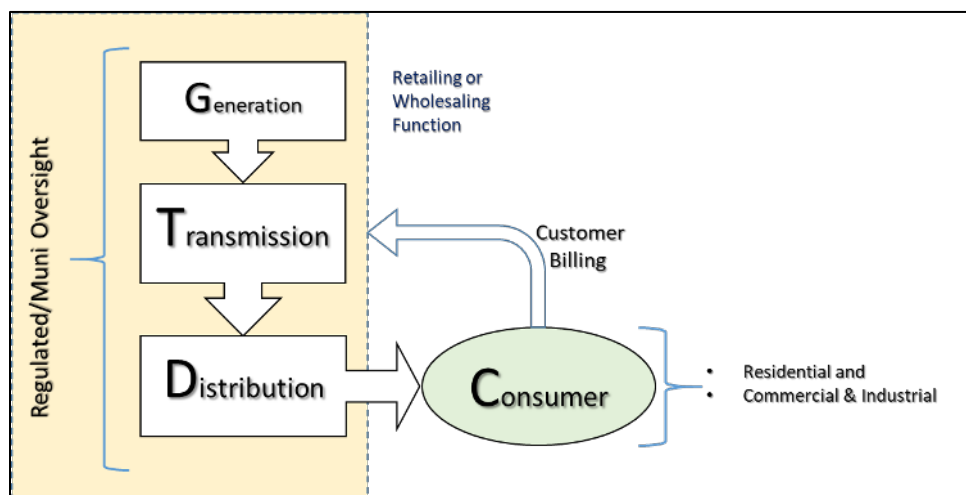 Regulated/Muni Oversight
Generation
Transmission
Distribution
Retailing or
Wholesaling
Function
Customer
Billing
Consumer
• Residential and
• Commercial & Industrial